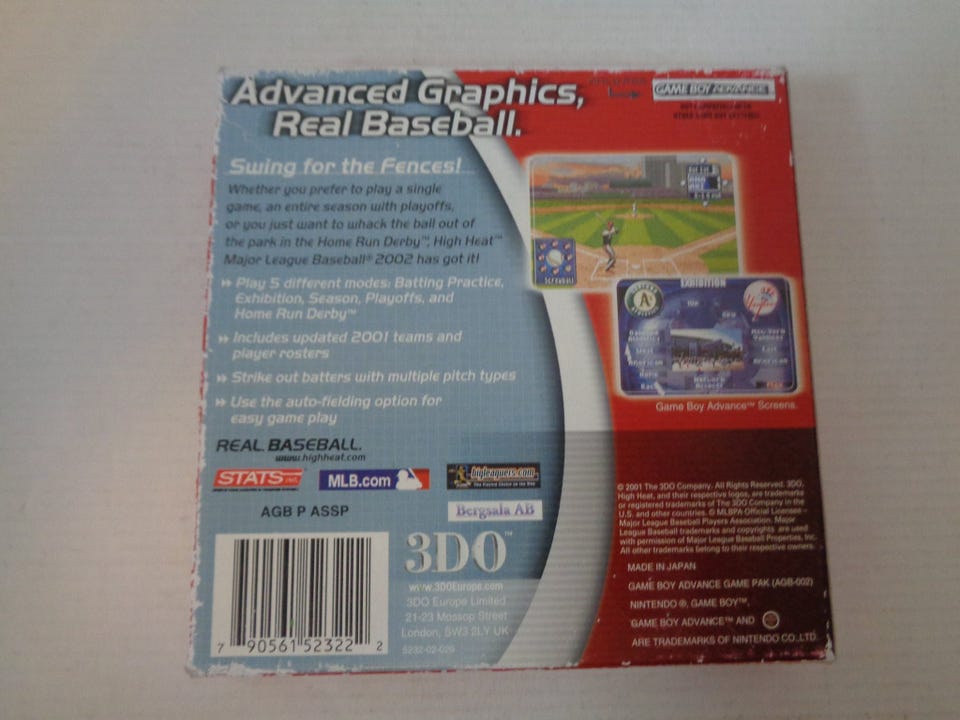 Advanced Graphics,
Real Baseball.
GAME BOY ADVANCE
Swing for the Fences!
Whether you prefer to play a single
game, an entire season with playoffs,
or you just want to whack the ball out of
the park in the Home Run Derby™, High Heat™
Major League Baseball® 2002 has got it!
Play 5 different modes: Batting Practice,
Exhibition, Season, Playoffs, and
Home Run Derby™
Includes updated 2001 teams and
player rosters
Strike out batters with multiple pitch types
Use the auto-fielding option for
easy game play
SCREWBALL
EXHIBITION
Game Boy Advance™ Screens.
REAL. BASEBALL.
www.highheat.com
STATS INC.
MLB.com
bigleaguers.com
AGB P ASSP
Bergsala AB
3DO™
www.3DOEurope.com
3DO Europe Limited
21-23 Mossop Street
London, SW3 2LY UK
5232-02-029
7 90561 52322 2
© 2001 The 3DO Company. All Rights Reserved. 3DO,
High Heat, and their respective logos, are trademarks
or registered trademarks of The 3DO Company in the
U.S. and other countries. © MLBPA Official Licensee–
Major League Baseball Players Association. Major
League Baseball trademarks and copyrights are used
with permission of Major League Baseball Properties, Inc.
All other trademarks belong to their respective owners.
MADE IN JAPAN
GAME BOY ADVANCE GAME PAK (AGB-002)
NINTENDO ®, GAME BOY™,
GAME BOY ADVANCE™ AND
ARE TRADEMARKS OF NINTENDO CO.,LTD.